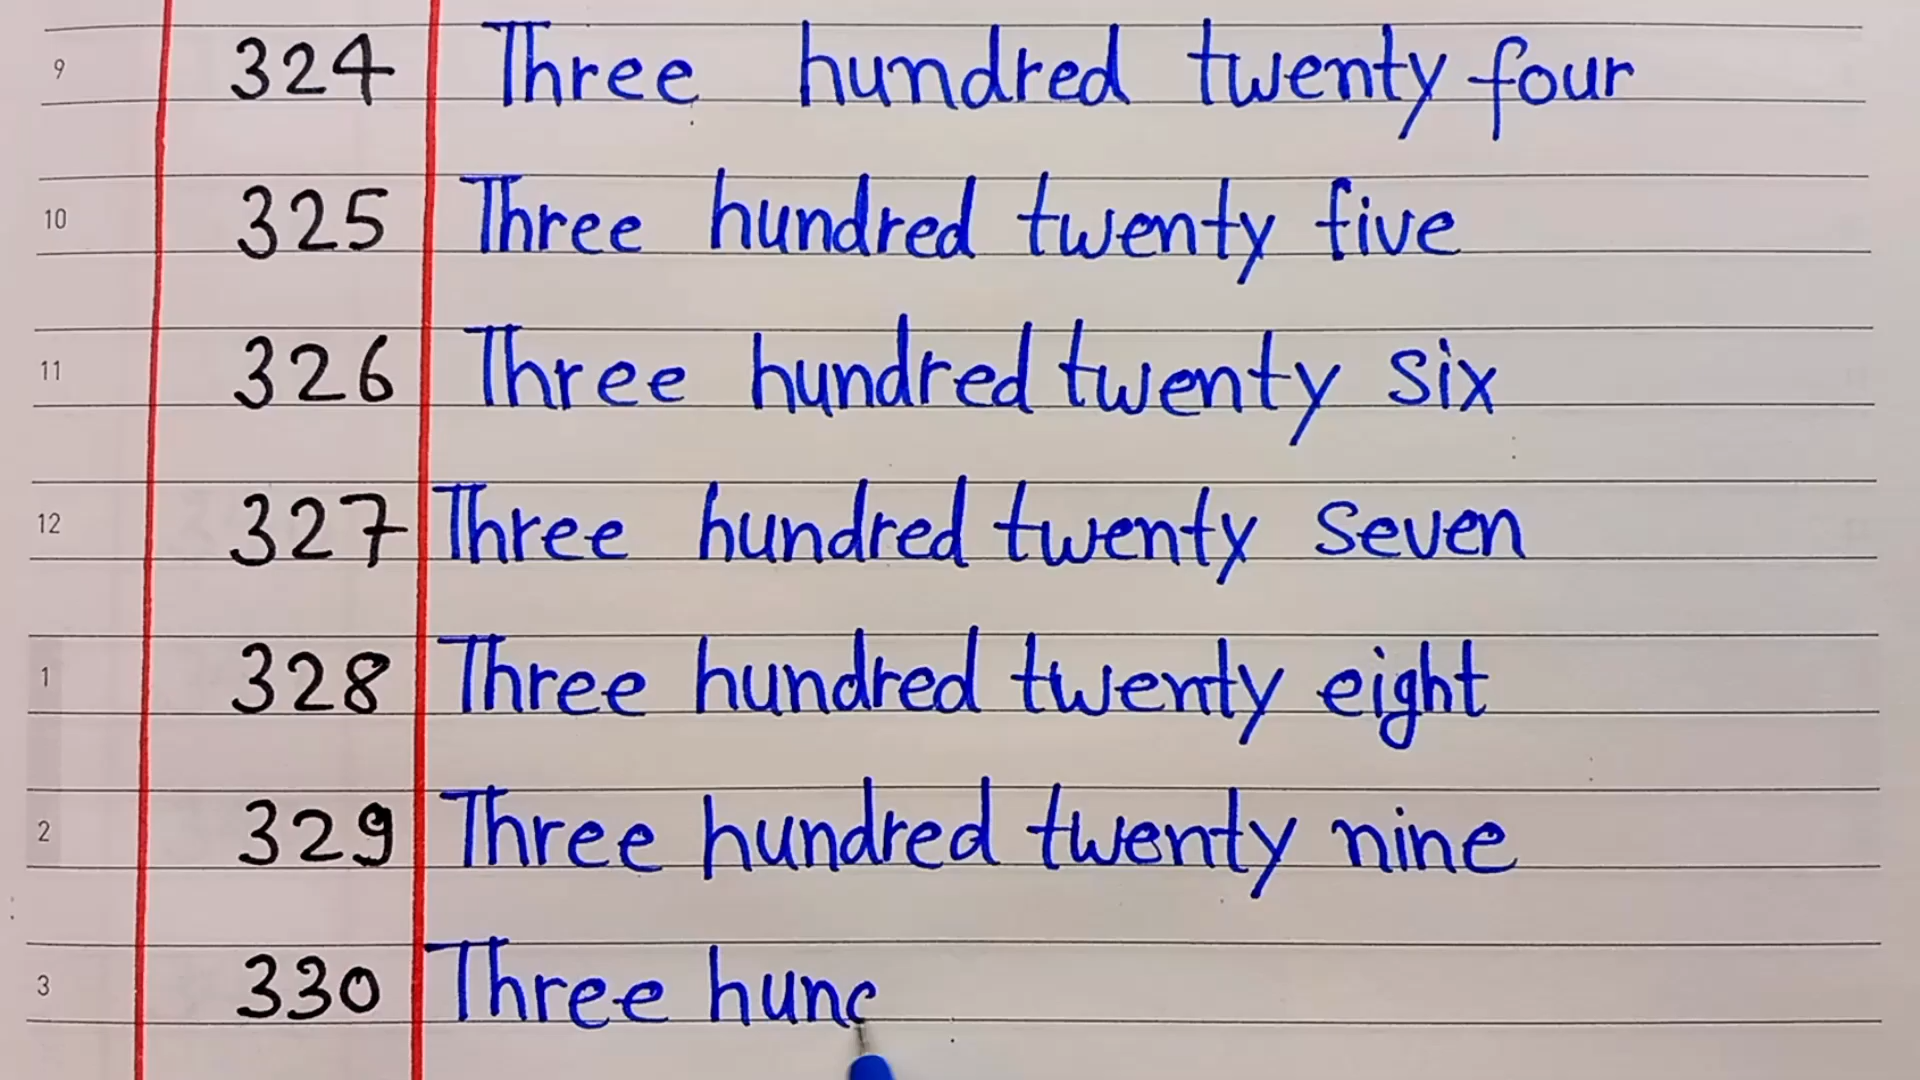 9 324 Three hundred twenty four
10 325 Three hundred twenty five
11 326 Three hundred twenty six
12 327 Three hundred twenty seven
1 328 Three hundred twenty eight
2 329 Three hundred twenty nine
3 330 Three hunc